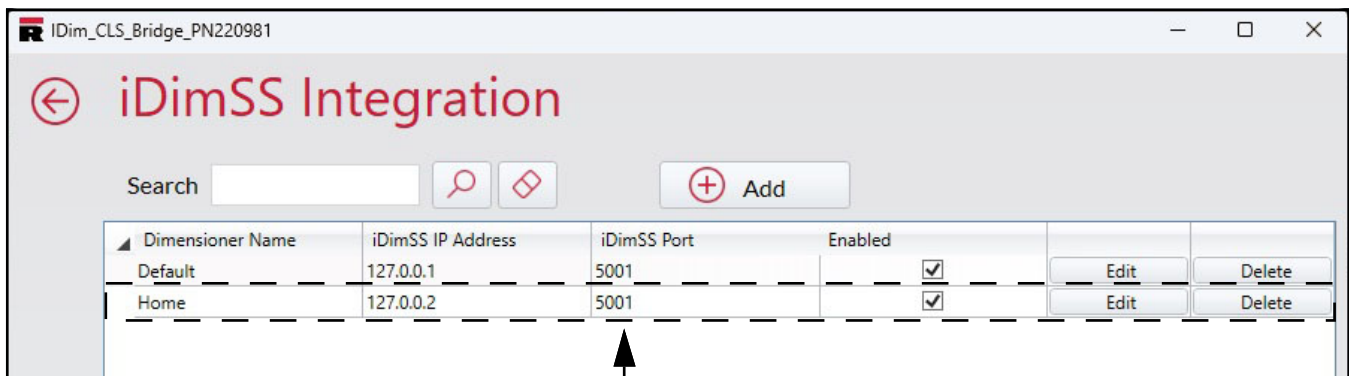 IDim_CLS_Bridge_PN220981
iDimSS Integration
Search Add
Dimensioner Name iDimSS IP Address iDimSS Port Enabled
Default 127.0.0.1 5001 Edit Delete
Home 127.0.0.2 5001 Edit Delete